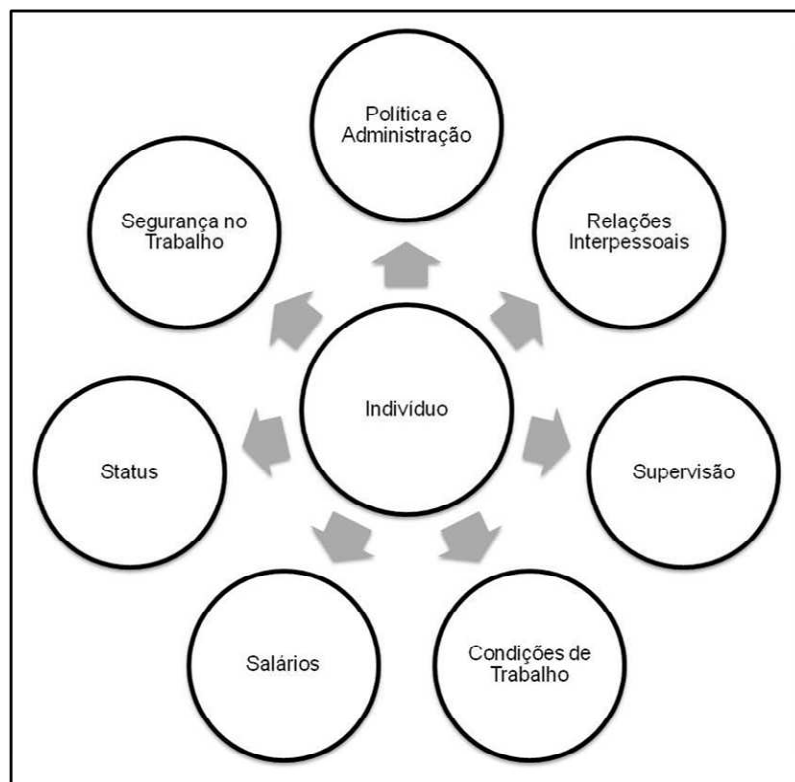 Política e
Administração
Segurança no
Trabalho
Relações
Interpessoais
Indivíduo
Status
Supervisão
Salários
Condições de
Trabalho